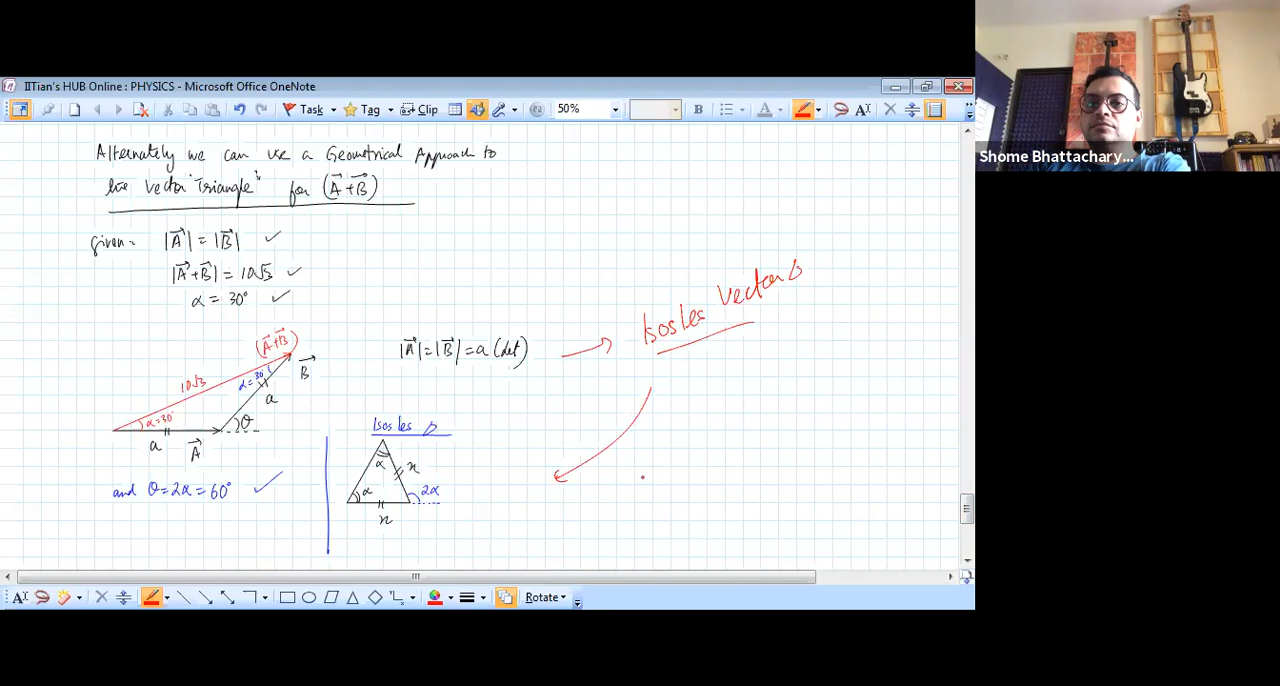 IITian's HUB Online : PHYSICS - Microsoft Office OneNote
Task
Tag
Clip
50%
B
A
Shome Bhattachary...
Alternately we can use a Geometrical Approach to
the Vector "Triangle" for (A⃗+B⃗)
given= |A⃗| = |B⃗| ✓
|A⃗+B⃗| = 10√3 ✓
α = 30° ✓
Isosles Vector Δ
(A⃗+B⃗)
|A⃗|=|B⃗|=a (let)
B⃗
10√3
α=30°
a
α=30°
θ
a
A⃗
Isosles Δ
α
x
α
2α
x
and θ=2α=60° ✓
Rotate